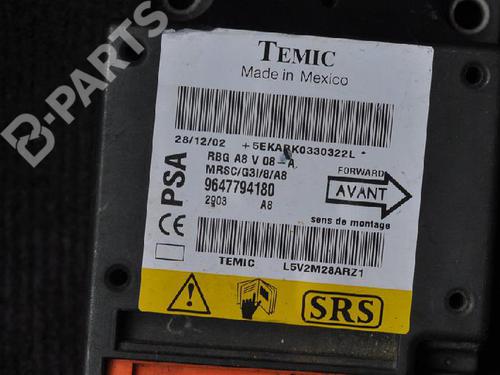 B-PARTS
TEMIC
Made in Mexico
28/12/02 +5EKARK0330322L*
RBG A8 V 08-A
MRSC/G3I/8/A8
FORWARD
9647794180
AVANT
2003 A8
sens de montage
PSA
CE
TEMIC L5V2M28ARZ1
SRS